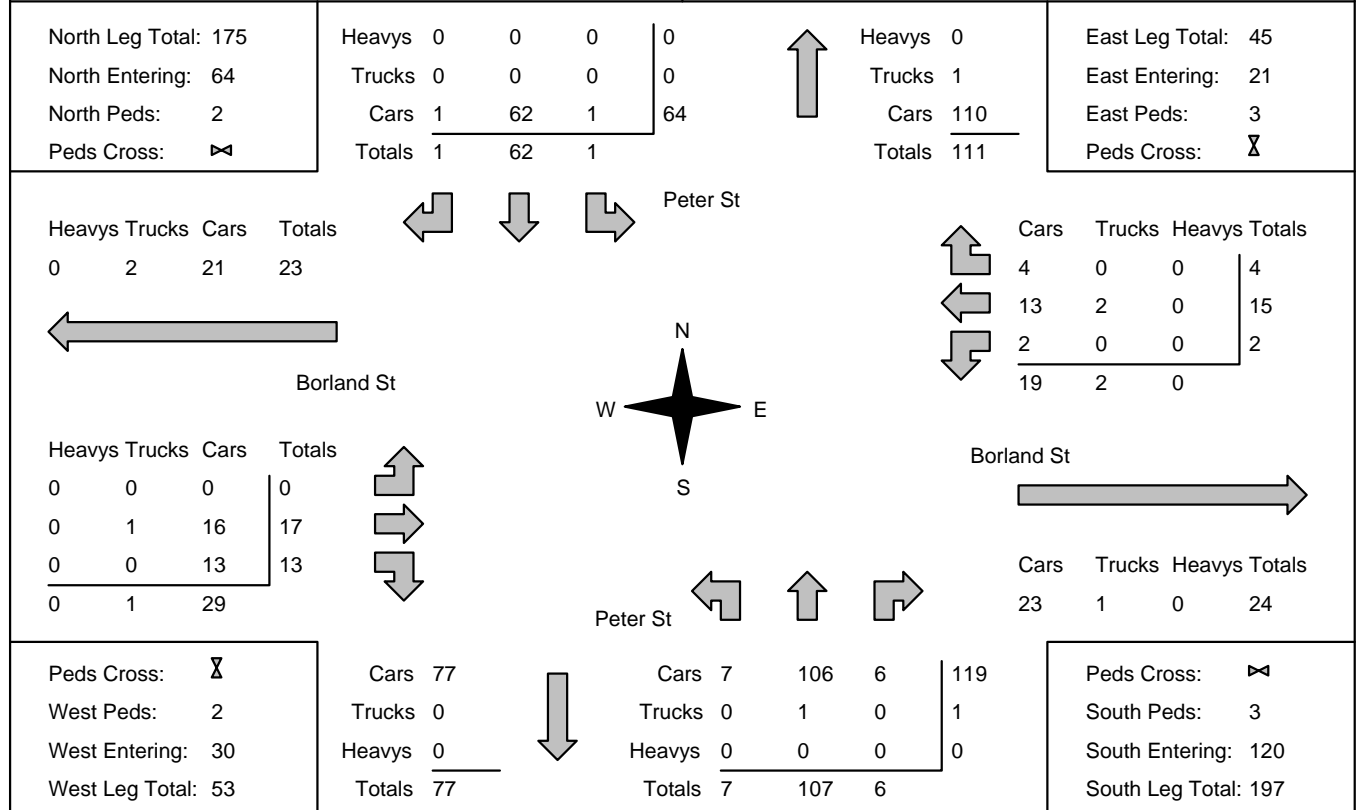 North Leg Total: 175
North Entering: 64
North Peds: 2
Peds Cross:
Heavys 0 0 0 0
Trucks 0 0 0 0
Cars 1 62 1 64
Totals 1 62 1
Heavys 0
Trucks 1
Cars 110
Totals 111
East Leg Total: 45
East Entering: 21
East Peds: 3
Peds Cross:
Peter St
Heavys Trucks Cars Totals
0 2 21 23
Cars Trucks Heavys Totals
4 0 0 4
13 2 0 15
2 0 0 2
19 2 0
Borland St
N
W E
S
Heavys Trucks Cars Totals
0 0 0 0
0 1 16 17
0 0 13 13
0 1 29
Borland St
Cars Trucks Heavys Totals
23 1 0 24
Peter St
Peds Cross:
West Peds: 2
West Entering: 30
West Leg Total: 53
Cars 77
Trucks 0
Heavys 0
Totals 77
Cars 7 106 6 119
Trucks 0 1 0 1
Heavys 0 0 0 0
Totals 7 107 6
Peds Cross:
South Peds: 3
South Entering: 120
South Leg Total: 197